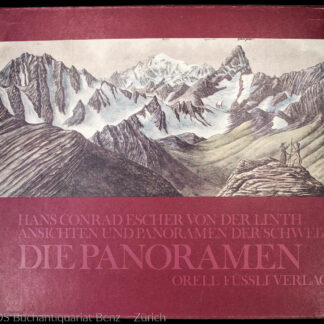 HANS CONRAD ESCHER VON DER LINTH
ANSICHTEN UND PANORAMEN DER SCHWEIZ
DIE PANORAMEN
ORELL FÜSSLI VERLAG
Buchantiquariat Benz Zürich